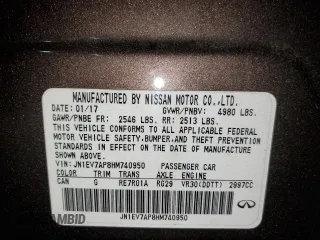 MANUFACTURED BY NISSAN MOTOR CO.,LTD.
DATE: 01/17 GVWR/PNBV: 4980 LBS.
GAWR/PNBE FR: 2546 LBS. RR: 2513 LBS.
THIS VEHICLE CONFORMS TO ALL APPLICABLE FEDERAL
MOTOR VEHICLE SAFETY,BUMPER,AND THEFT PREVENTION
STANDARDS IN EFFECT ON THE DATE OF MANUFACTURE
SHOWN ABOVE.
VIN: JN1EV7AP8HM740950 PASSENGER CAR
COLOR TRIM TRANS AXLE ENGINE
CAN G RE7R01A RG29 VR30(DDTT) 2997CC
JN1EV7AP8HM740950
AMBID